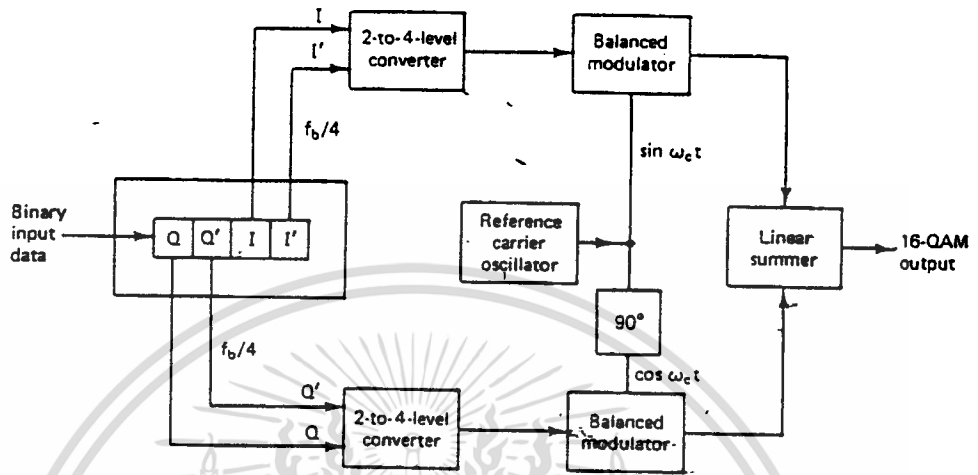 I
I'
2-to-4-level
converter
Balanced
modulator
f_b/4
sin ω_c t
Binary
input
data
Q Q' I I'
Reference
carrier
oscillator
Linear
summer
16-QAM
output
90°
f_b/4
cos ω_c t
Q'
Q
2-to-4-level
converter
Balanced
modulator